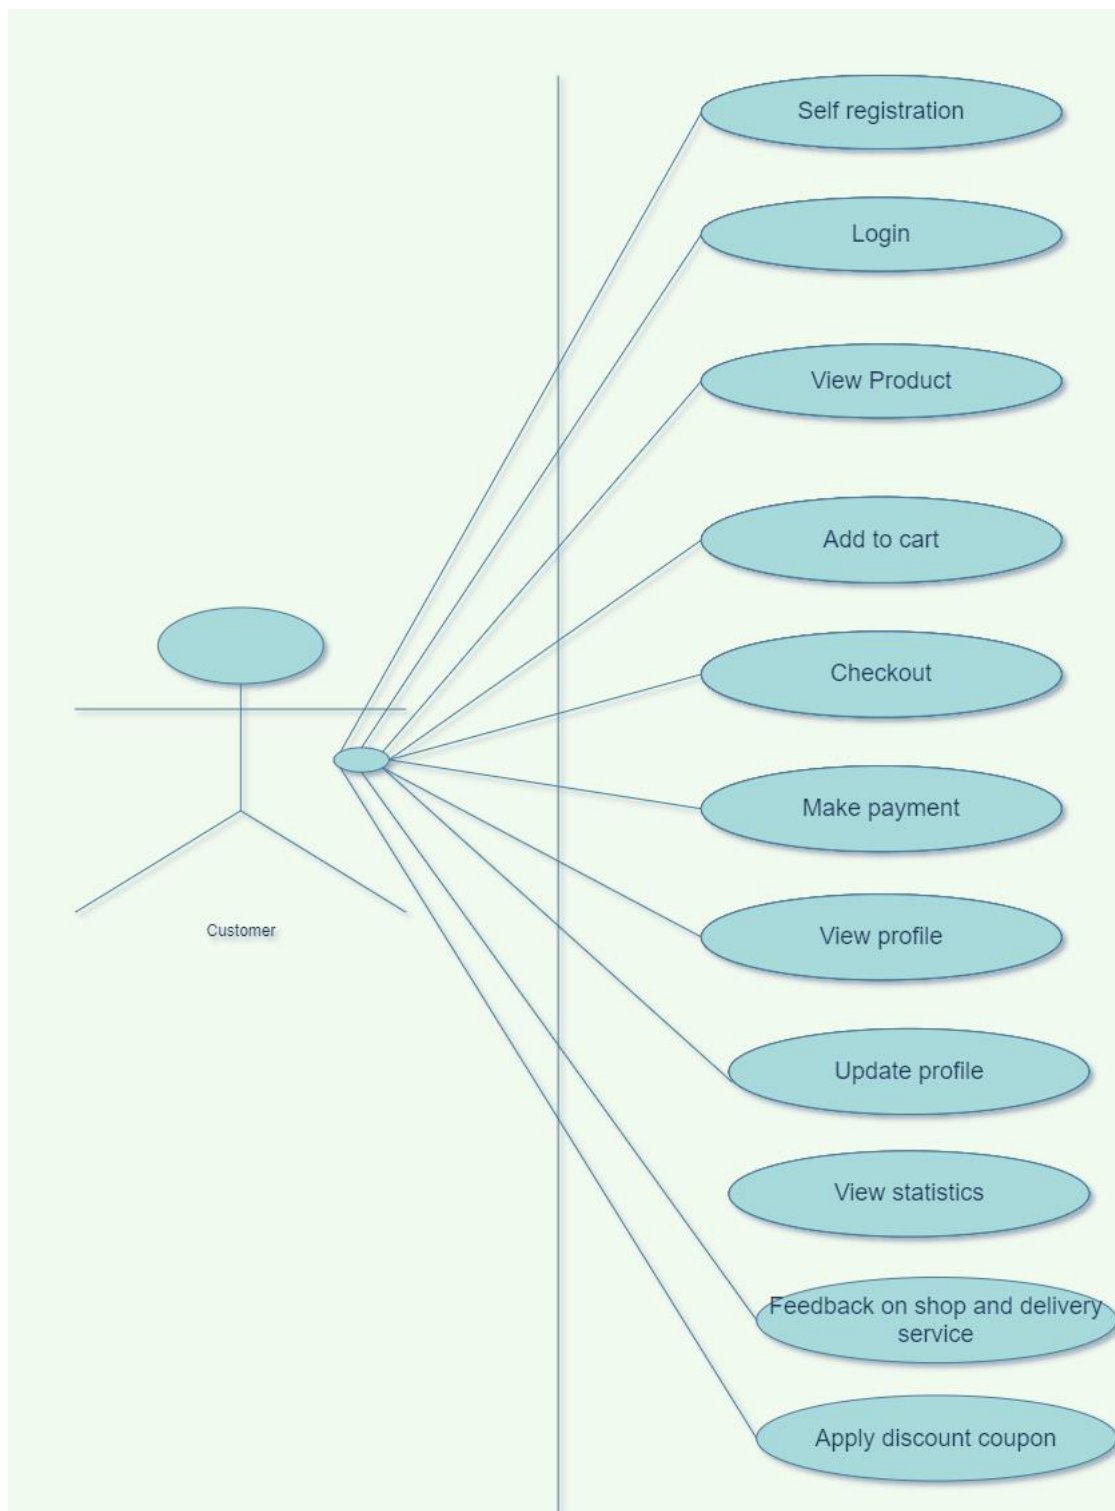 Self registration
Login
View Product
Add to cart
Checkout
Make payment
View profile
Customer
Update profile
View statistics
Feedback on shop and delivery
service
Apply discount coupon